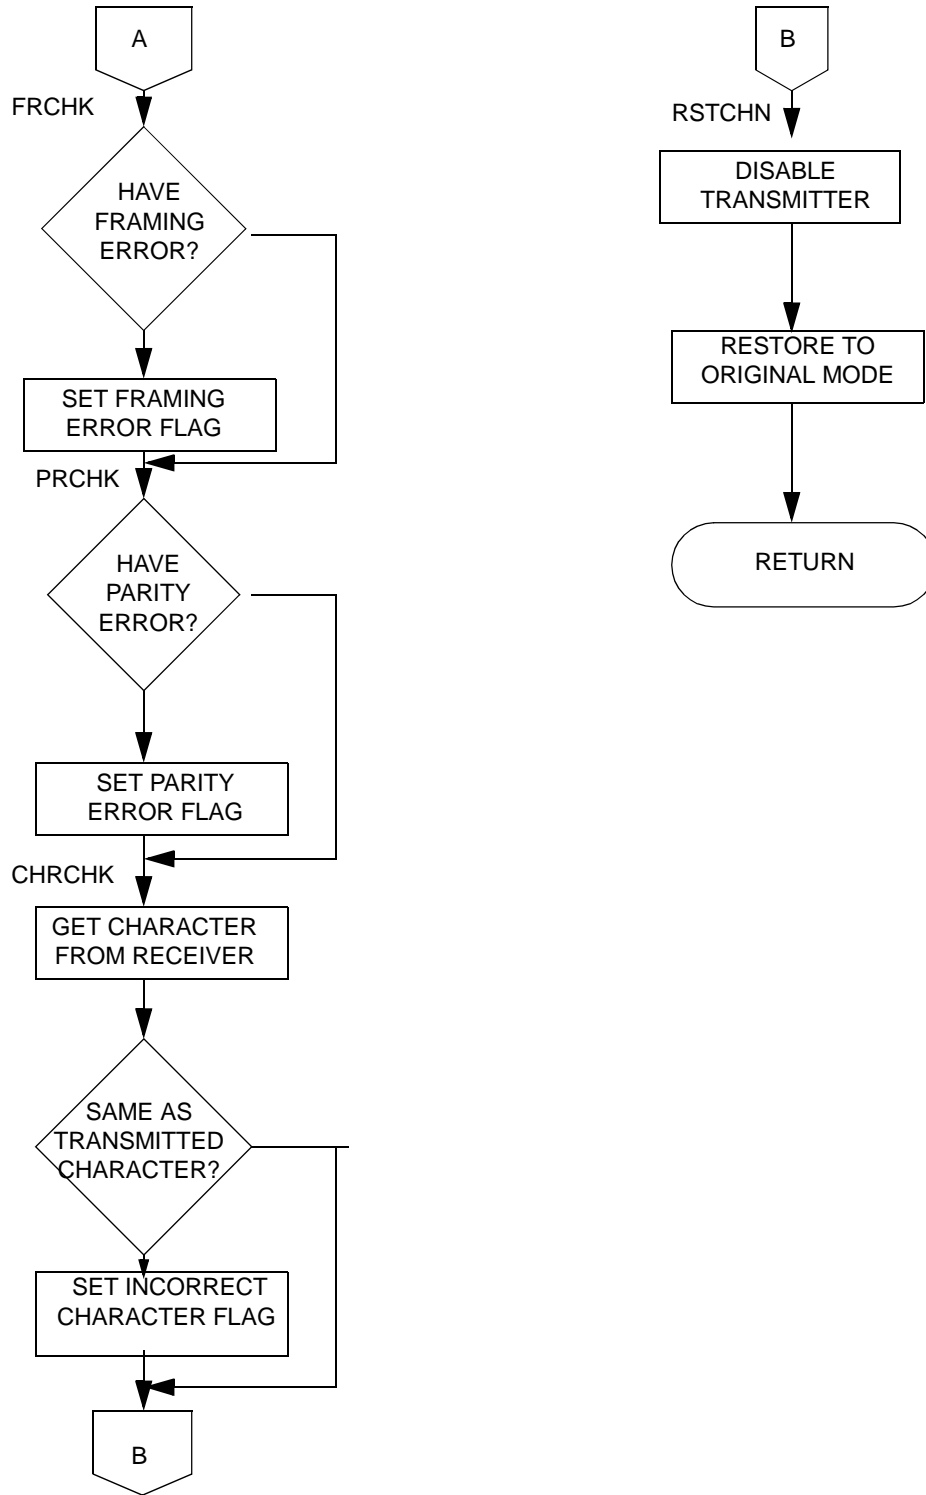 A
FRCHK
HAVE
FRAMING
ERROR?
SET FRAMING
ERROR FLAG
PRCHK
HAVE
PARITY
ERROR?
SET PARITY
ERROR FLAG
CHRCHK
GET CHARACTER
FROM RECEIVER
SAME AS
TRANSMITTED
CHARACTER?
SET INCORRECT
CHARACTER FLAG
B
B
RSTCHN
DISABLE
TRANSMITTER
RESTORE TO
ORIGINAL MODE
RETURN